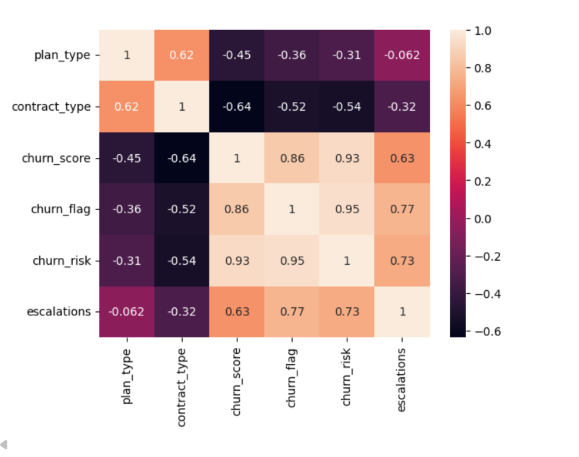 1.0
plan_type 1 0.62 -0.45 -0.36 -0.31 -0.062
0.8
contract_type 0.62 1 -0.64 -0.52 -0.54 -0.32
0.6
0.4
churn_score -0.45 -0.64 1 0.86 0.93 0.63
0.2
churn_flag -0.36 -0.52 0.86 1 0.95 0.77
0.0
churn_risk -0.31 -0.54 0.93 0.95 1 0.73
−0.2
−0.4
escalations -0.062 -0.32 0.63 0.77 0.73 1
−0.6
plan_type
contract_type
churn_score
churn_flag
churn_risk
escalations